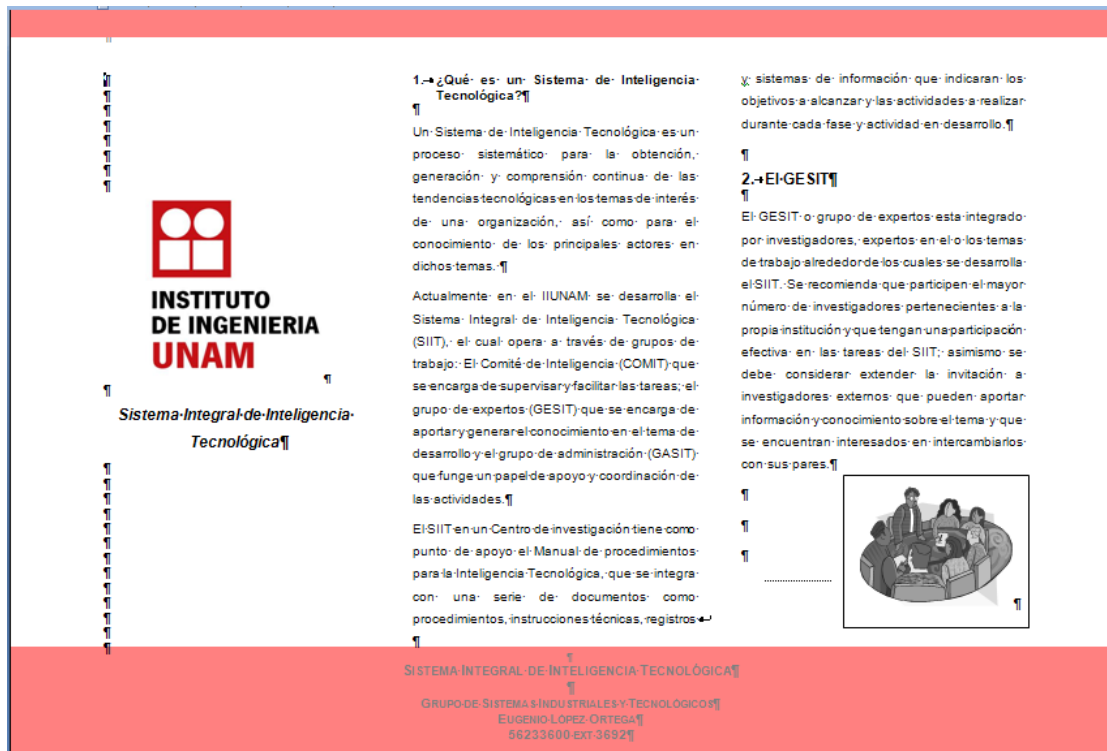 INSTITUTO
DE INGENIERIA
UNAM
Sistema Integral de Inteligencia
Tecnológica
1. ¿Qué es un Sistema de Inteligencia
Tecnológica?
Un Sistema de Inteligencia Tecnológica es un
proceso sistemático para la obtención,
generación y comprensión continua de las
tendencias tecnológicas en los temas de interés
de una organización, así como para el
conocimiento de los principales actores en
dichos temas.
Actualmente en el IIUNAM se desarrolla el
Sistema Integral de Inteligencia Tecnológica
(SIIT), el cual opera a través de grupos de
trabajo: El Comité de Inteligencia (COMIT) que
se encarga de supervisar y facilitar las tareas; el
grupo de expertos (GESIT) que se encarga de
aportar y generar el conocimiento en el tema de
desarrollo y el grupo de administración (GASIT)
que funge un papel de apoyo y coordinación de
las actividades.
El SIIT en un Centro de investigación tiene como
punto de apoyo el Manual de procedimientos
para la Inteligencia Tecnológica, que se integra
con una serie de documentos como
procedimientos, instrucciones técnicas, registros
y sistemas de información que indicaran los
objetivos a alcanzar y las actividades a realizar
durante cada fase y actividad en desarrollo.
2. El GESIT
El GESIT o grupo de expertos esta integrado
por investigadores, expertos en el o los temas
de trabajo alrededor de los cuales se desarrolla
el SIIT. Se recomienda que participen el mayor
número de investigadores pertenecientes a la
propia institución y que tengan una participación
efectiva en las tareas del SIIT; asimismo se
debe considerar extender la invitación a
investigadores externos que pueden aportar
información y conocimiento sobre el tema y que
se encuentran interesados en intercambiarlos
con sus pares.
SISTEMA INTEGRAL DE INTELIGENCIA TECNOLÓGICA
GRUPO DE SISTEMAS INDUSTRIALES Y TECNOLÓGICOS
EUGENIO LÓPEZ ORTEGA
56233600 EXT 3692